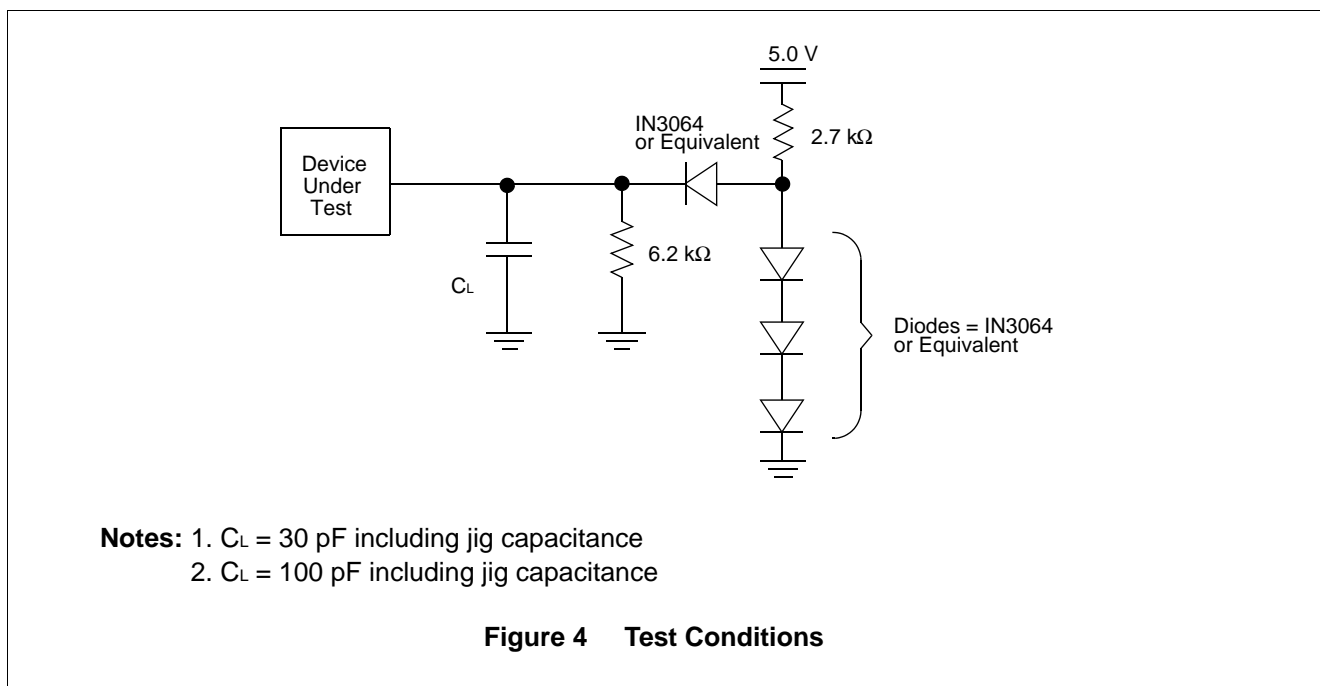 5.0 V
IN3064
or Equivalent
2.7 kΩ
Device
Under
Test
6.2 kΩ
CL
Diodes = IN3064
or Equivalent
Notes: 1. CL = 30 pF including jig capacitance
2. CL = 100 pF including jig capacitance
Figure 4 Test Conditions